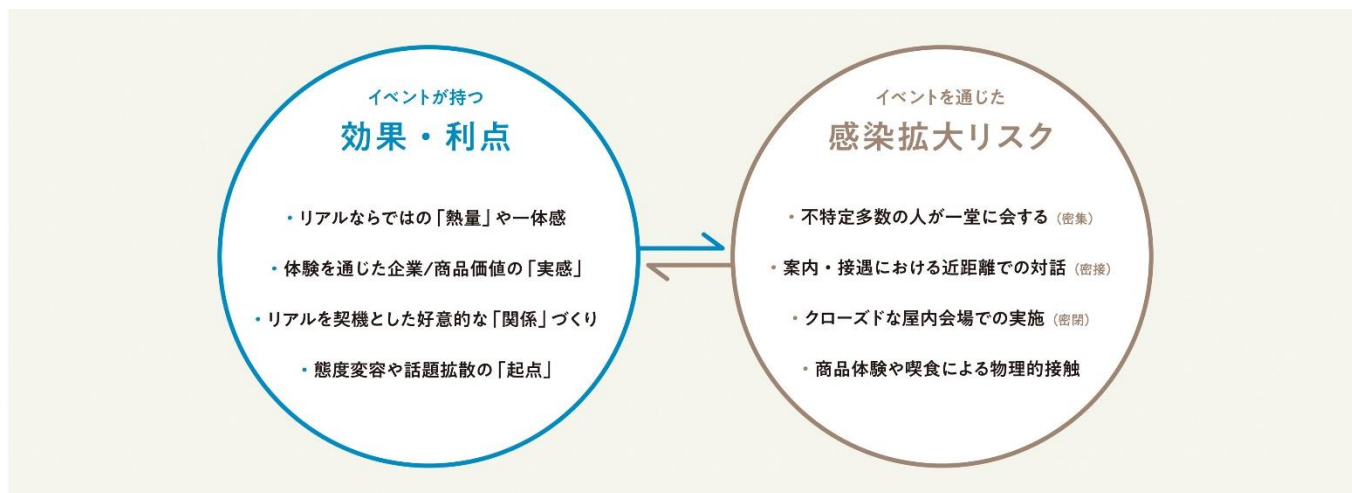 イベントが持つ
効果・利点
・リアルならではの「熱量」や一体感
・体験を通じた企業/商品価値の「実感」
・リアルを契機とした好意的な「関係」づくり
・態度変容や話題拡散の「起点」
イベントを通じた
感染拡大リスク
・不特定多数の人が一堂に会する（密集）
・案内・接遇における近距離での対話（密接）
・クローズドな屋内会場での実施（密閉）
・商品体験や喫食による物理的接触